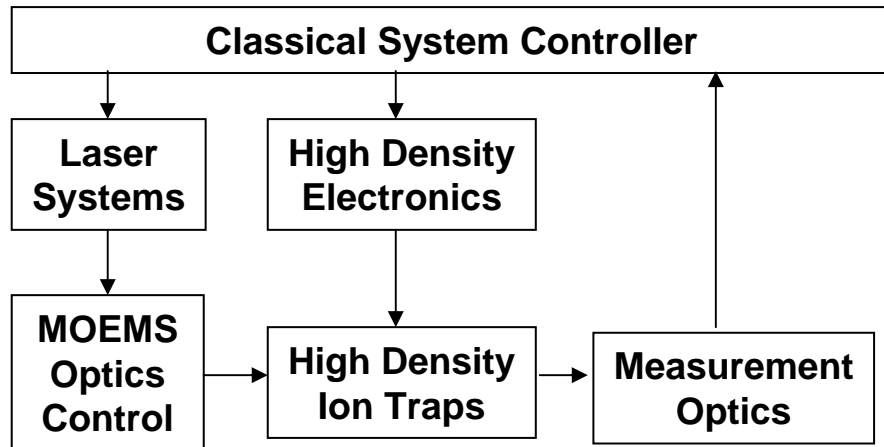 Classical System Controller
Laser
Systems
High Density
Electronics
MOEMS
Optics
Control
High Density
Ion Traps
Measurement
Optics